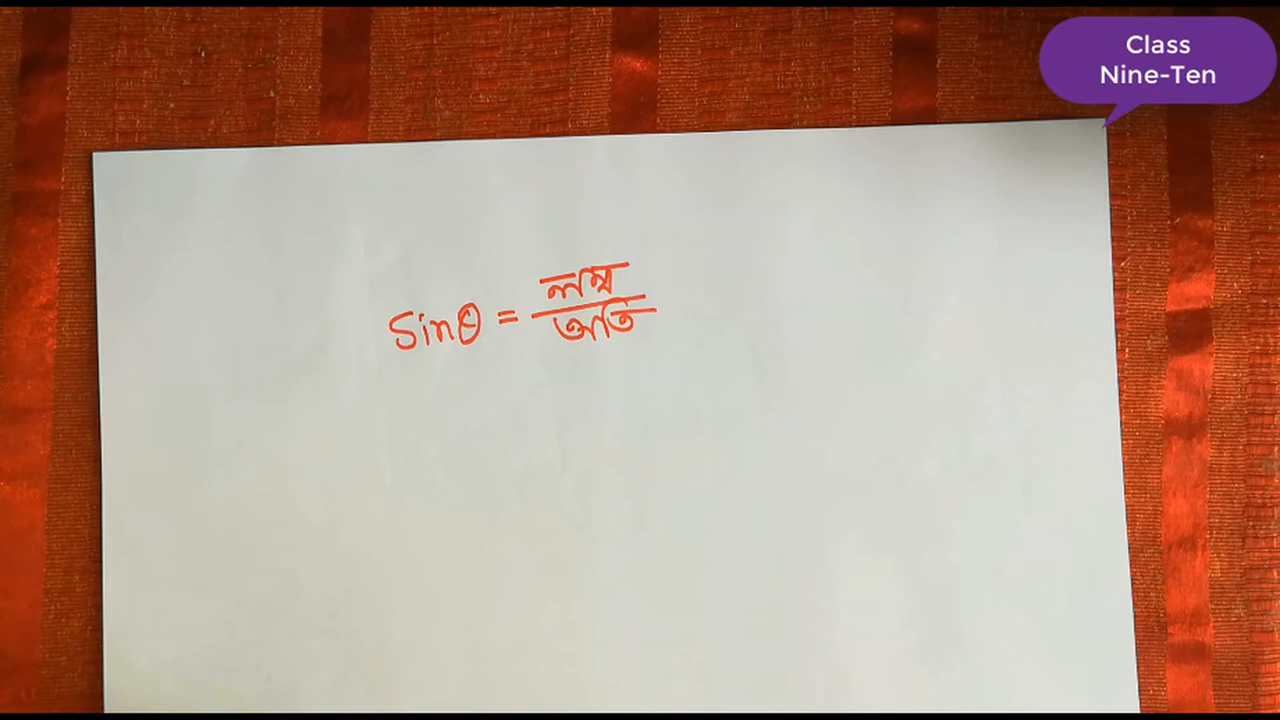 Class
Nine-Ten
Sinθ = লম্ব
অতি